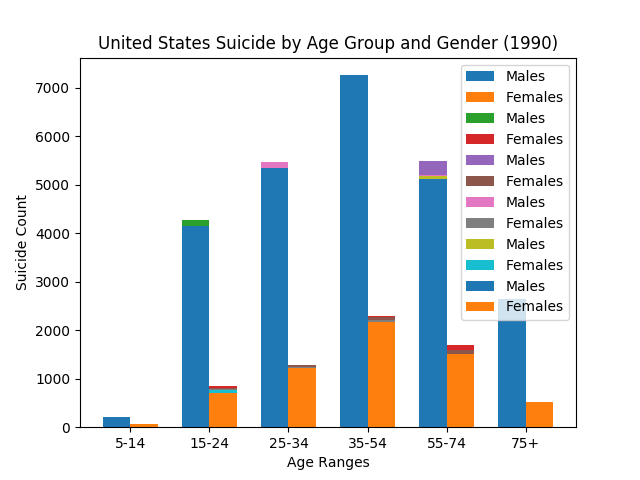 United States Suicide by Age Group and Gender (1990)
Suicide Count
7000
6000
5000
4000
3000
2000
1000
0
Males
Females
Males
Females
Males
Females
Males
Females
Males
Females
Males
Females
5-14 15-24 25-34 35-54 55-74 75+
Age Ranges